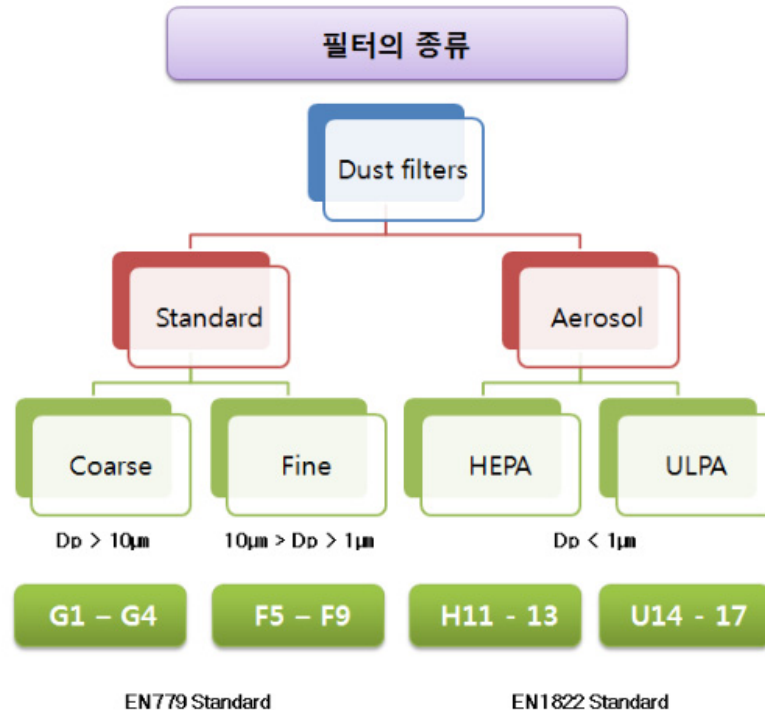 필터의 종류
Dust filters
Standard
Aerosol
Coarse
Fine
HEPA
ULPA
Dp > 10㎛
10㎛ > Dp > 1㎛
Dp < 1㎛
G1 – G4
F5 – F9
H11 - 13
U14 - 17
EN779 Standard
EN1822 Standard